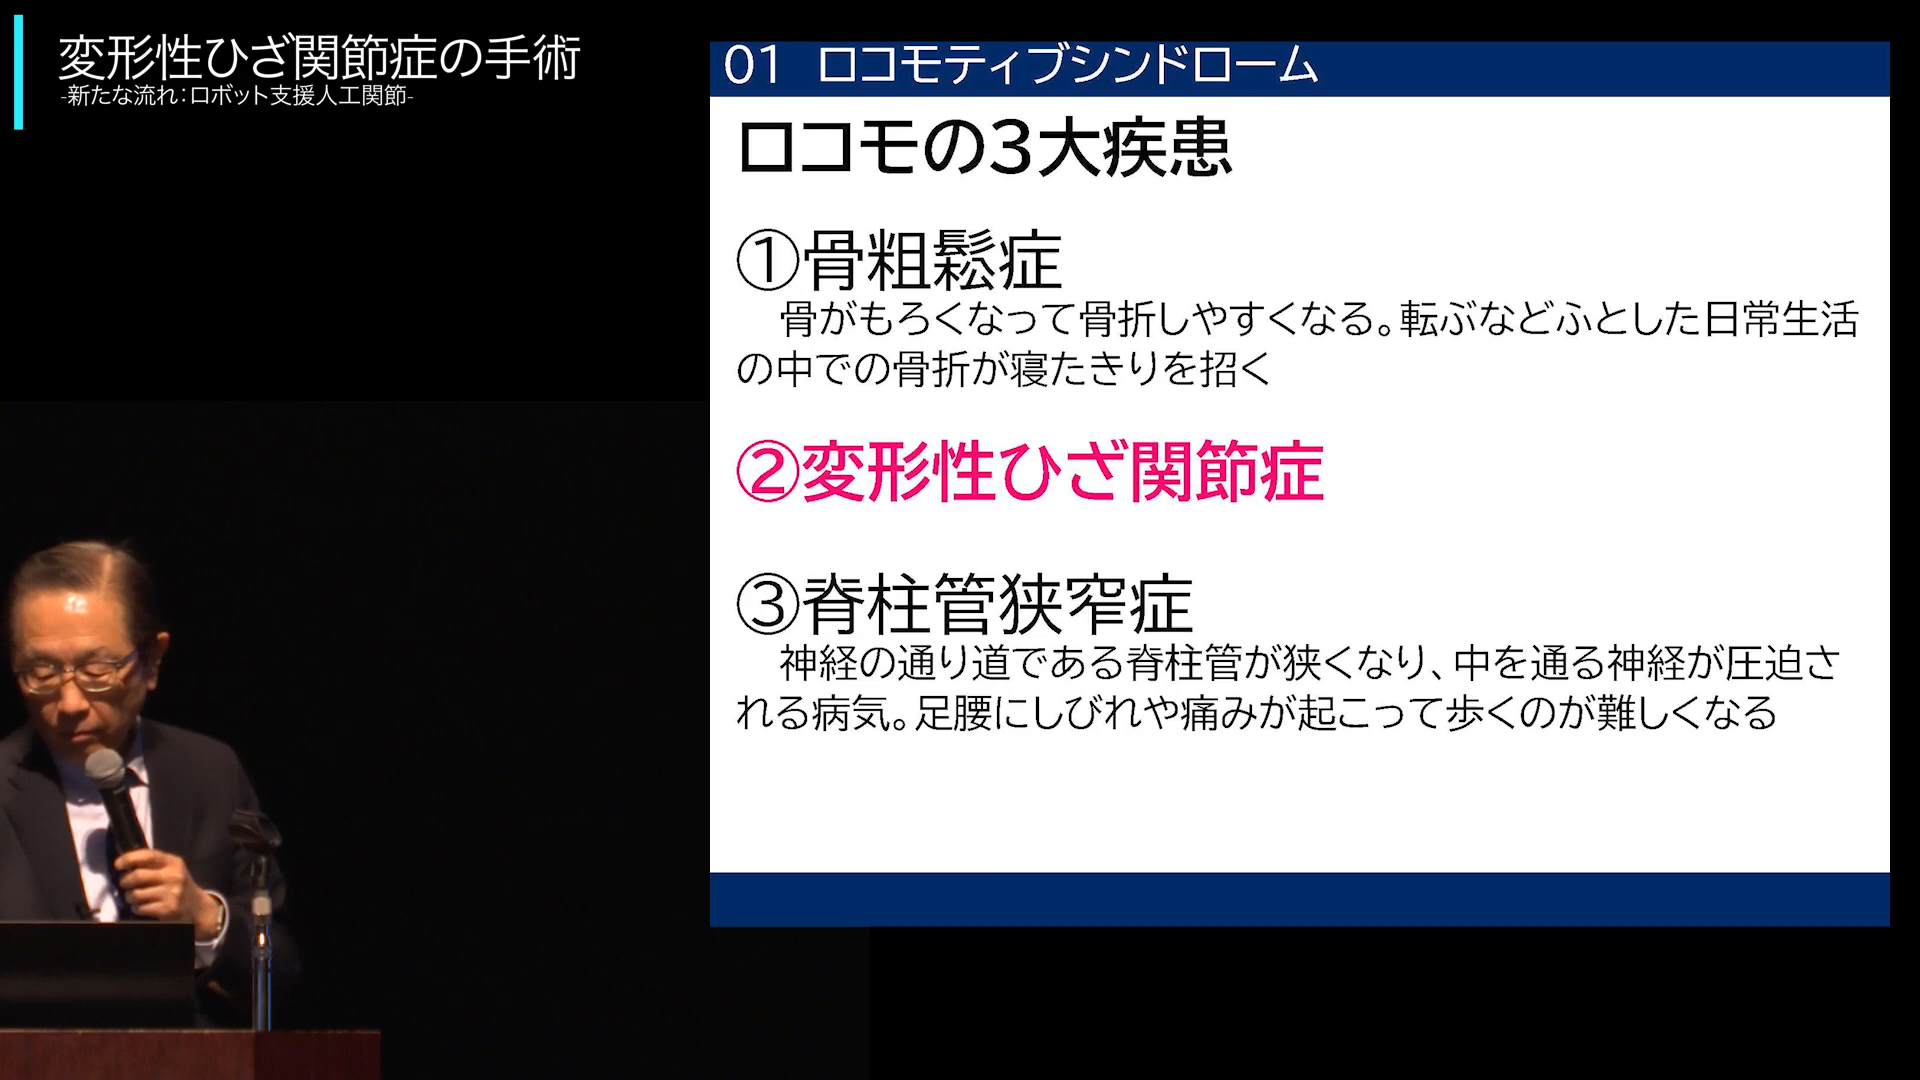 変形性ひざ関節症の手術
-新たな流れ：ロボット支援人工関節-
01　ロコモティブシンドローム
ロコモの3大疾患
①骨粗鬆症
　骨がもろくなって骨折しやすくなる。転ぶなどふとした日常生活
の中での骨折が寝たきりを招く
②変形性ひざ関節症
③脊柱管狭窄症
　神経の通り道である脊柱管が狭くなり、中を通る神経が圧迫さ
れる病気。足腰にしびれや痛みが起こって歩くのが難しくなる